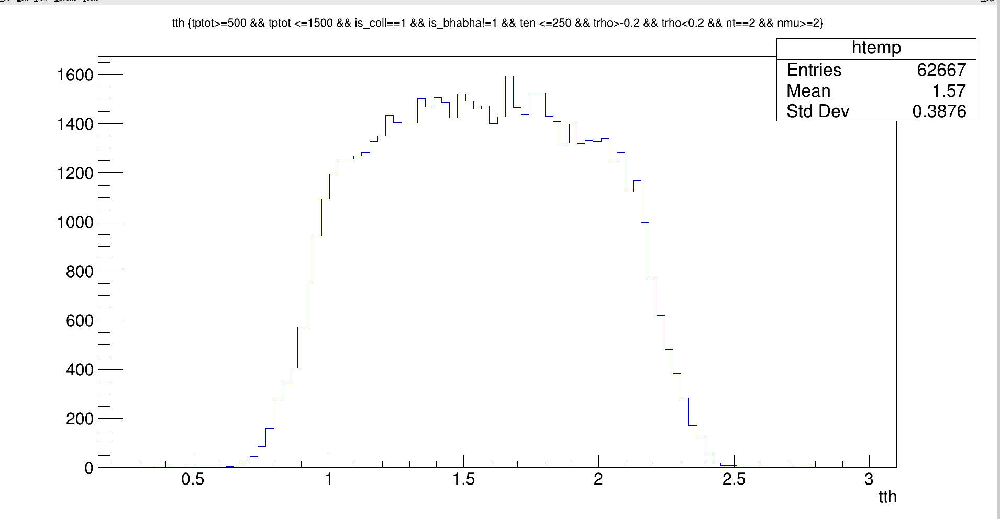 tth {tptot>=500 && tptot <=1500 && is_coll==1 && is_bhabha!=1 && ten <=250 && trho>-0.2 && trho<0.2 && nt==2 && nmu>=2}
htemp
Entries 62667
Mean 1.57
Std Dev 0.3876
1600
1400
1200
1000
800
600
400
200
0
0.5 1 1.5 2 2.5 3
tth